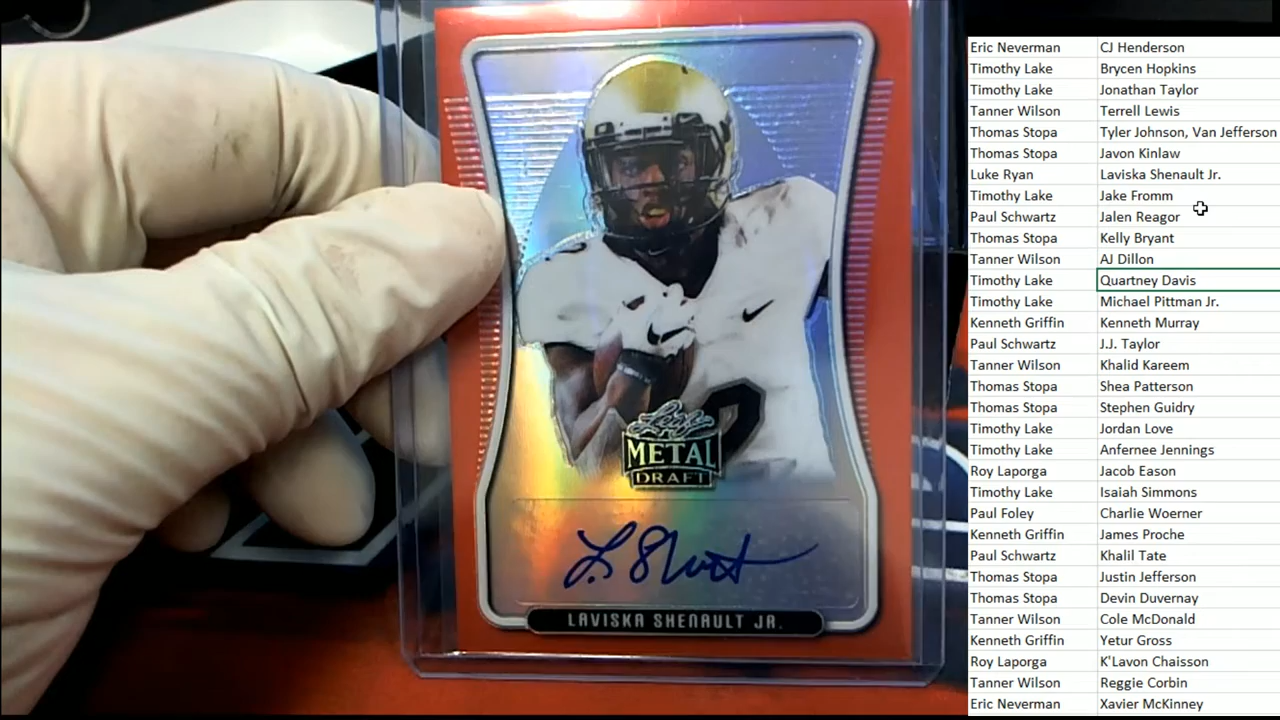 Leaf
METAL
DRAFT
LAVISKA SHENAULT JR.
Eric Neverman CJ Henderson
Timothy Lake Brycen Hopkins
Timothy Lake Jonathan Taylor
Tanner Wilson Terrell Lewis
Thomas Stopa Tyler Johnson, Van Jefferson
Thomas Stopa Javon Kinlaw
Luke Ryan Laviska Shenault Jr.
Timothy Lake Jake Fromm
Paul Schwartz Jalen Reagor
Thomas Stopa Kelly Bryant
Tanner Wilson AJ Dillon
Timothy Lake Quartney Davis
Timothy Lake Michael Pittman Jr.
Kenneth Griffin Kenneth Murray
Paul Schwartz J.J. Taylor
Tanner Wilson Khalid Kareem
Thomas Stopa Shea Patterson
Thomas Stopa Stephen Guidry
Timothy Lake Jordan Love
Timothy Lake Anfernee Jennings
Roy Laporga Jacob Eason
Timothy Lake Isaiah Simmons
Paul Foley Charlie Woerner
Kenneth Griffin James Proche
Paul Schwartz Khalil Tate
Thomas Stopa Justin Jefferson
Thomas Stopa Devin Duvernay
Tanner Wilson Cole McDonald
Kenneth Griffin Yetur Gross
Roy Laporga K'Lavon Chaisson
Tanner Wilson Reggie Corbin
Eric Neverman Xavier McKinney